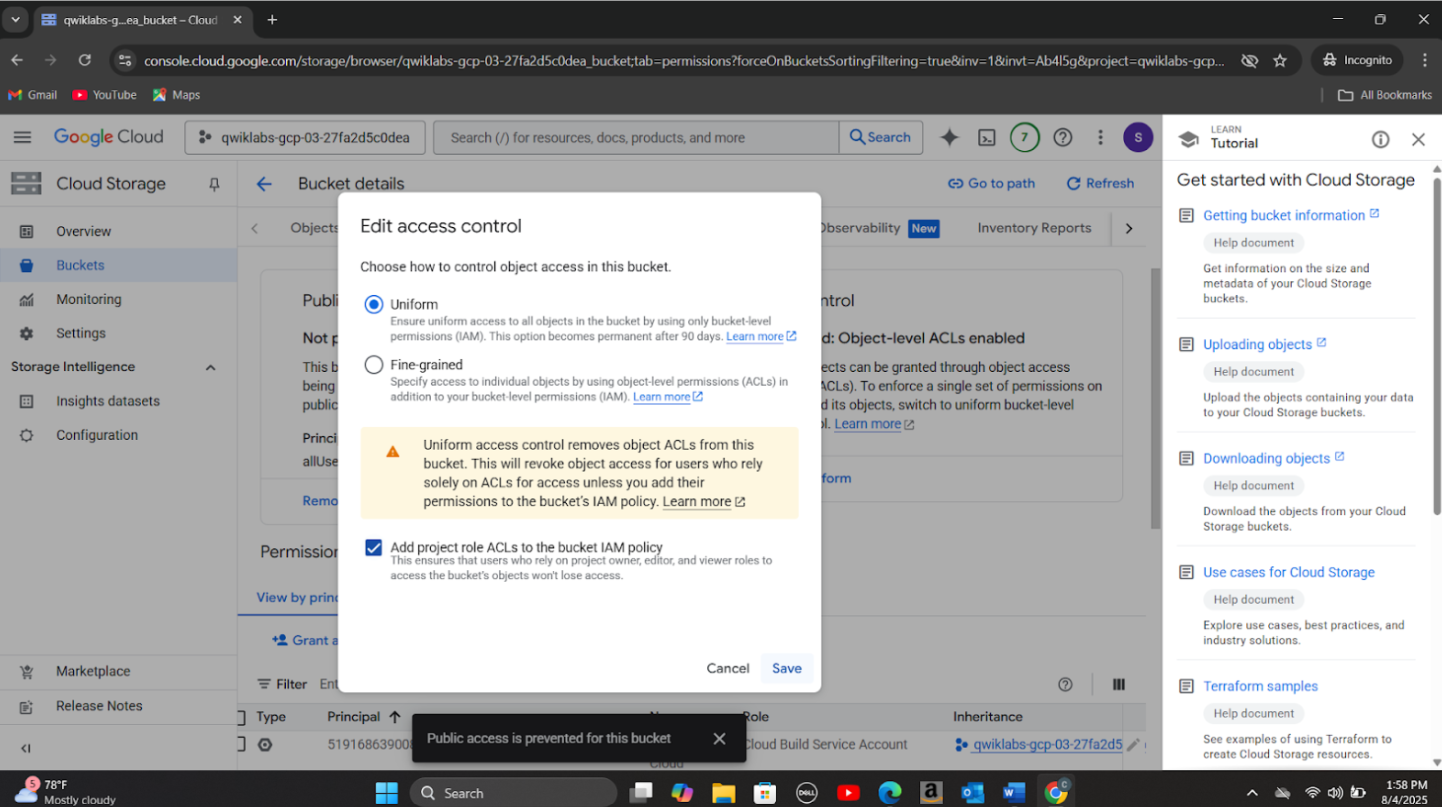 qwiklabs-g...ea_bucket – Cloud
console.cloud.google.com/storage/browser/qwiklabs-gcp-03-27fa2d5c0dea_bucket;tab=permissions?forceOnBucketsSortingFiltering=true&inv=1&invt=Ab4l5g&project=qwiklabs-gcp...
Incognito
Gmail
YouTube
Maps
All Bookmarks
Google Cloud
qwiklabs-gcp-03-27fa2d5c0dea
Search (/) for resources, docs, products, and more
Search
7
S
LEARN
Tutorial
Cloud Storage
Overview
Buckets
Monitoring
Settings
Storage Intelligence
Insights datasets
Configuration
Marketplace
Release Notes
Bucket details
Go to path
Refresh
Objects
Observability New
Inventory Reports
Publ
Not p
This b
being
public
Princi
allUse
Remo
Permission
View by princ
Grant a
Filter Ent
ntrol
d: Object-level ACLs enabled
ects can be granted through object access
ACLs). To enforce a single set of permissions on
d its objects, switch to uniform bucket-level
ol. Learn more
form
Edit access control
Choose how to control object access in this bucket.
Uniform
Ensure uniform access to all objects in the bucket by using only bucket-level
permissions (IAM). This option becomes permanent after 90 days. Learn more
Fine-grained
Specify access to individual objects by using object-level permissions (ACLs) in
addition to your bucket-level permissions (IAM). Learn more
Uniform access control removes object ACLs from this
bucket. This will revoke object access for users who rely
solely on ACLs for access unless you add their
permissions to the bucket's IAM policy. Learn more
Add project role ACLs to the bucket IAM policy
This ensures that users who rely on project owner, editor, and viewer roles to
access the bucket's objects won't lose access.
Cancel
Save
Type
Principal
Role
Inheritance
519168639008
Cloud Build Service Account
qwiklabs-gcp-03-27fa2d5
Cloud
Public access is prevented for this bucket
Get started with Cloud Storage
Getting bucket information
Help document
Get information on the size and
metadata of your Cloud Storage
buckets.
Uploading objects
Help document
Upload the objects containing your data
to your Cloud Storage buckets.
Downloading objects
Help document
Download the objects from your Cloud
Storage buckets.
Use cases for Cloud Storage
Help document
Explore use cases, best practices, and
industry solutions.
Terraform samples
Help document
See examples of using Terraform to
create Cloud Storage resources.
5
78°F
Mostly cloudy
Search
DELL
1:58 PM
8/4/2025